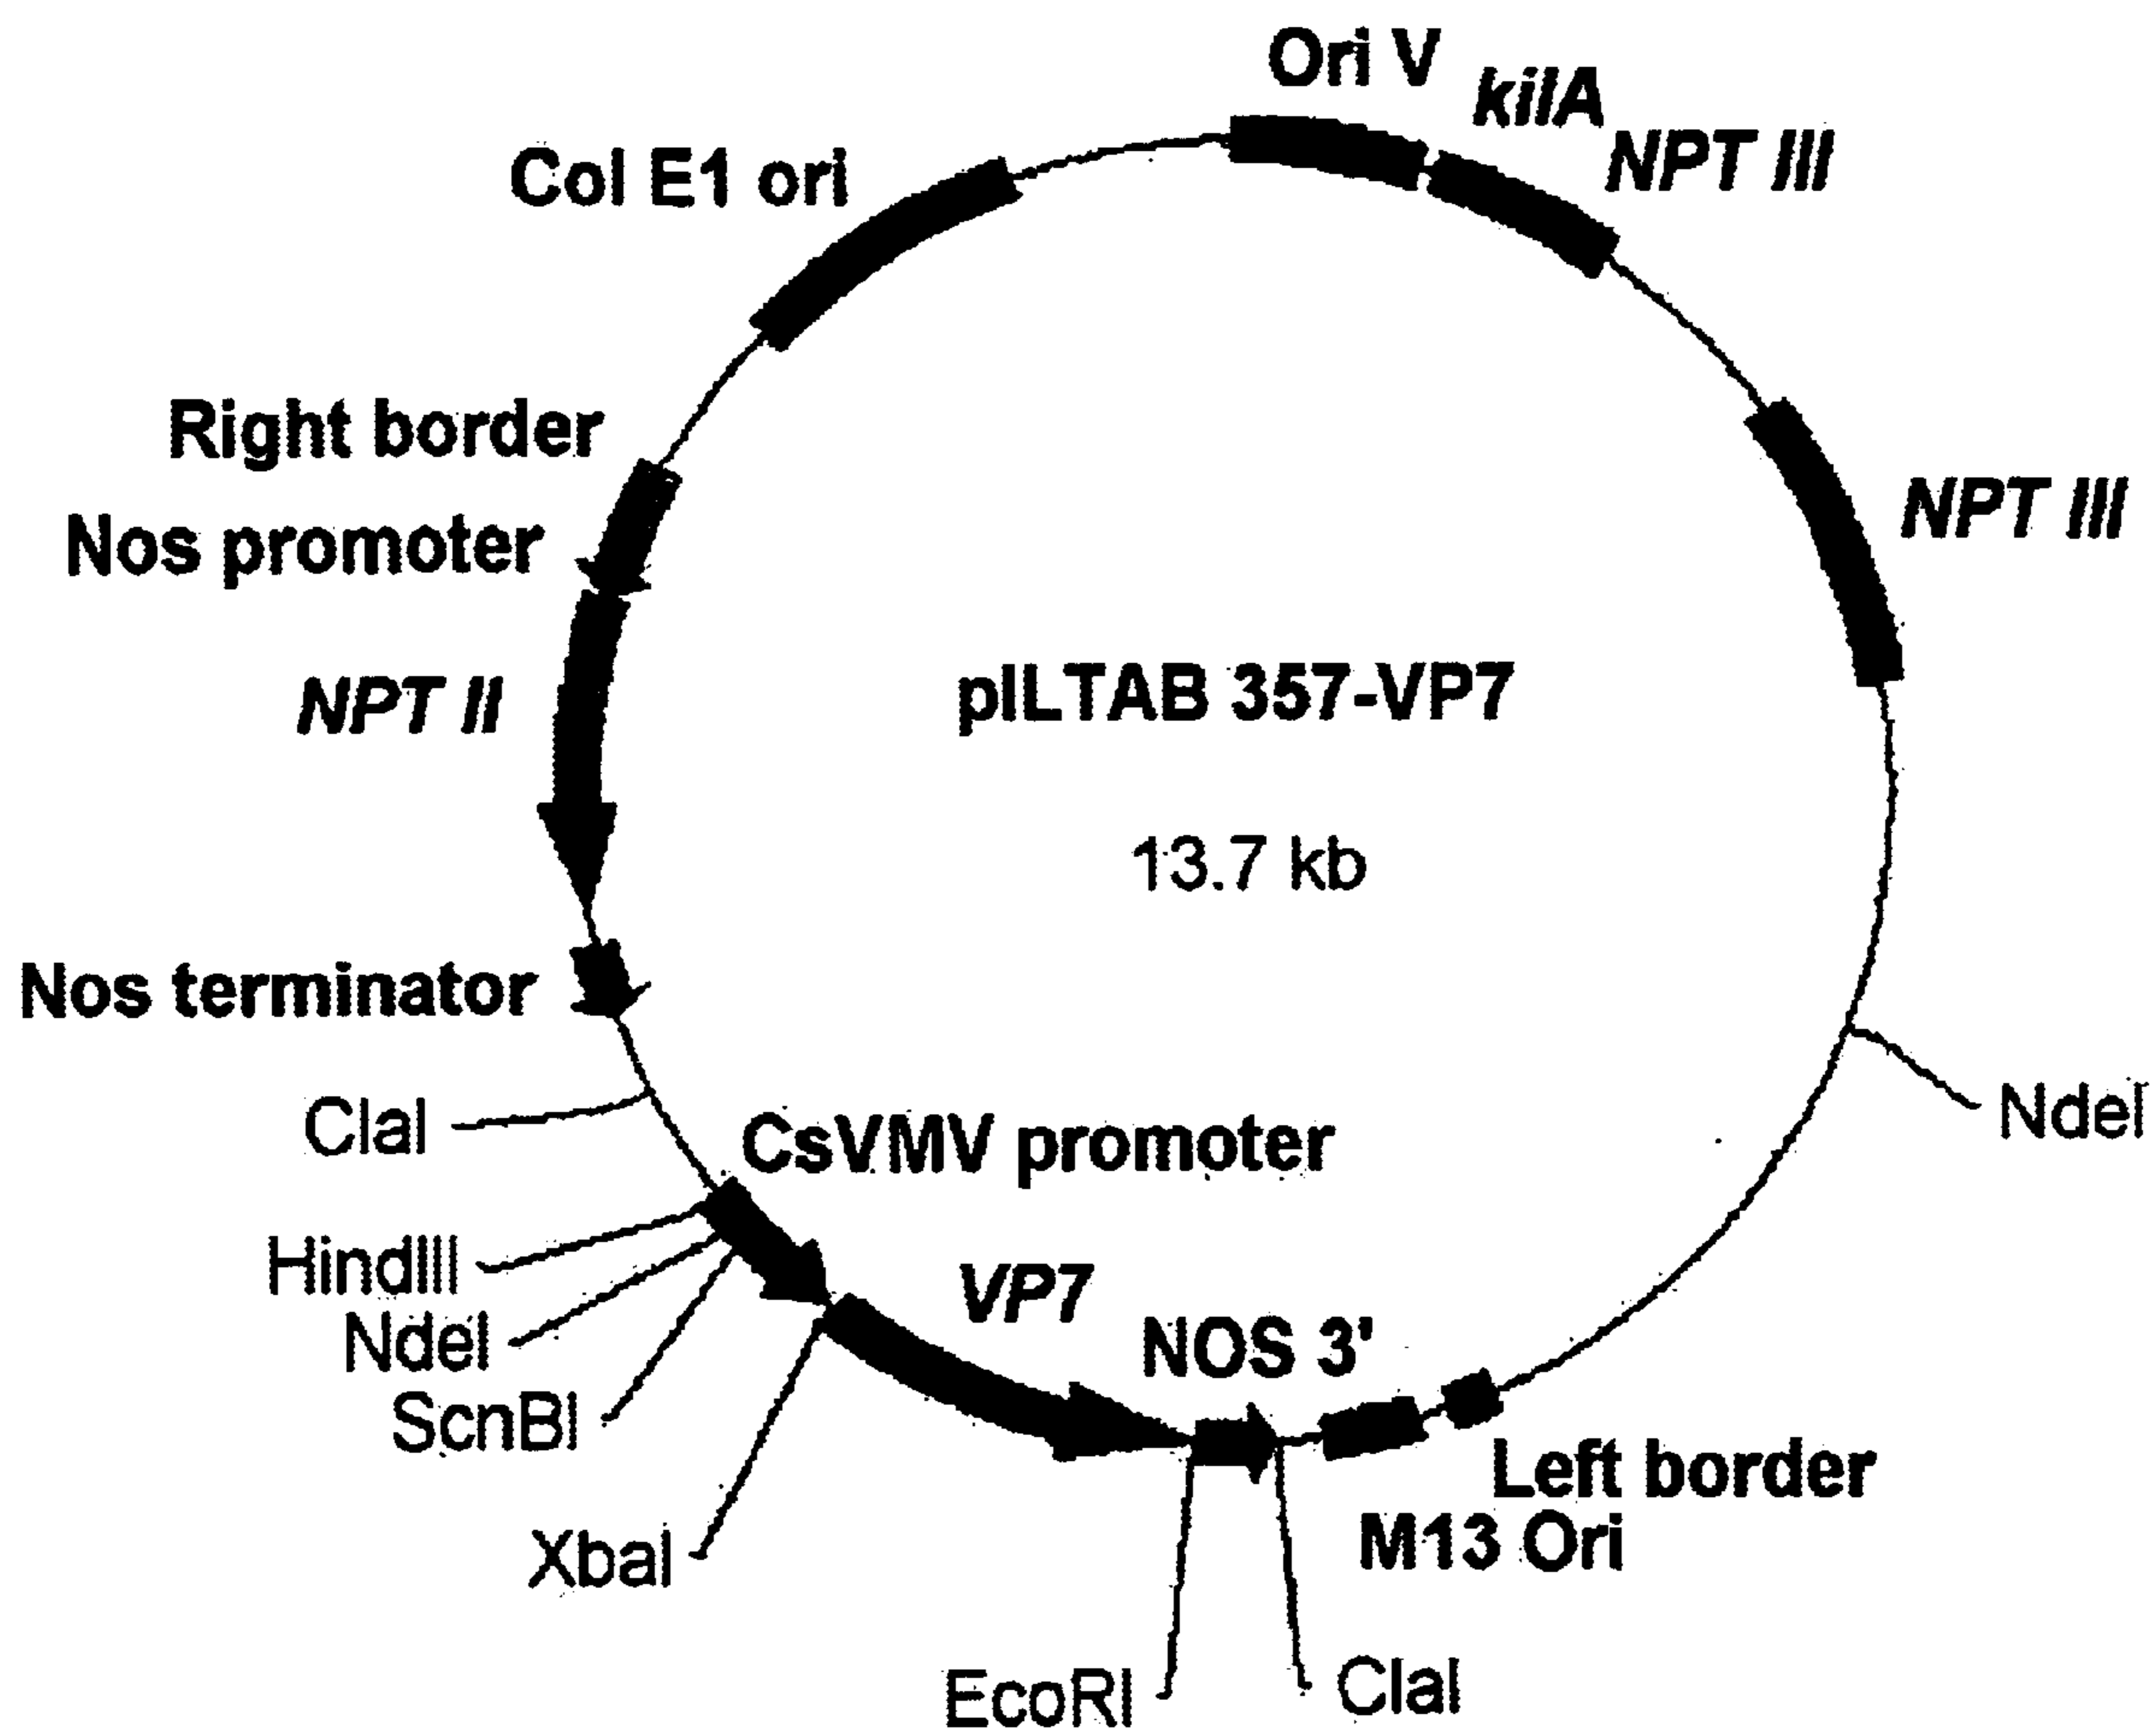 Ori V
kilA
NPT III
Col E1 ori
Right border
NPT III
Nos promoter
NPT II
pILTAB 357-VP7
13.7 kb
Nos terminator
ClaI
CsVMV promoter
NdeI
HindIII
VP7
NdeI
NOS 3'
ScnBI
Left border
M13 Ori
XbaI
EcoRI
ClaI